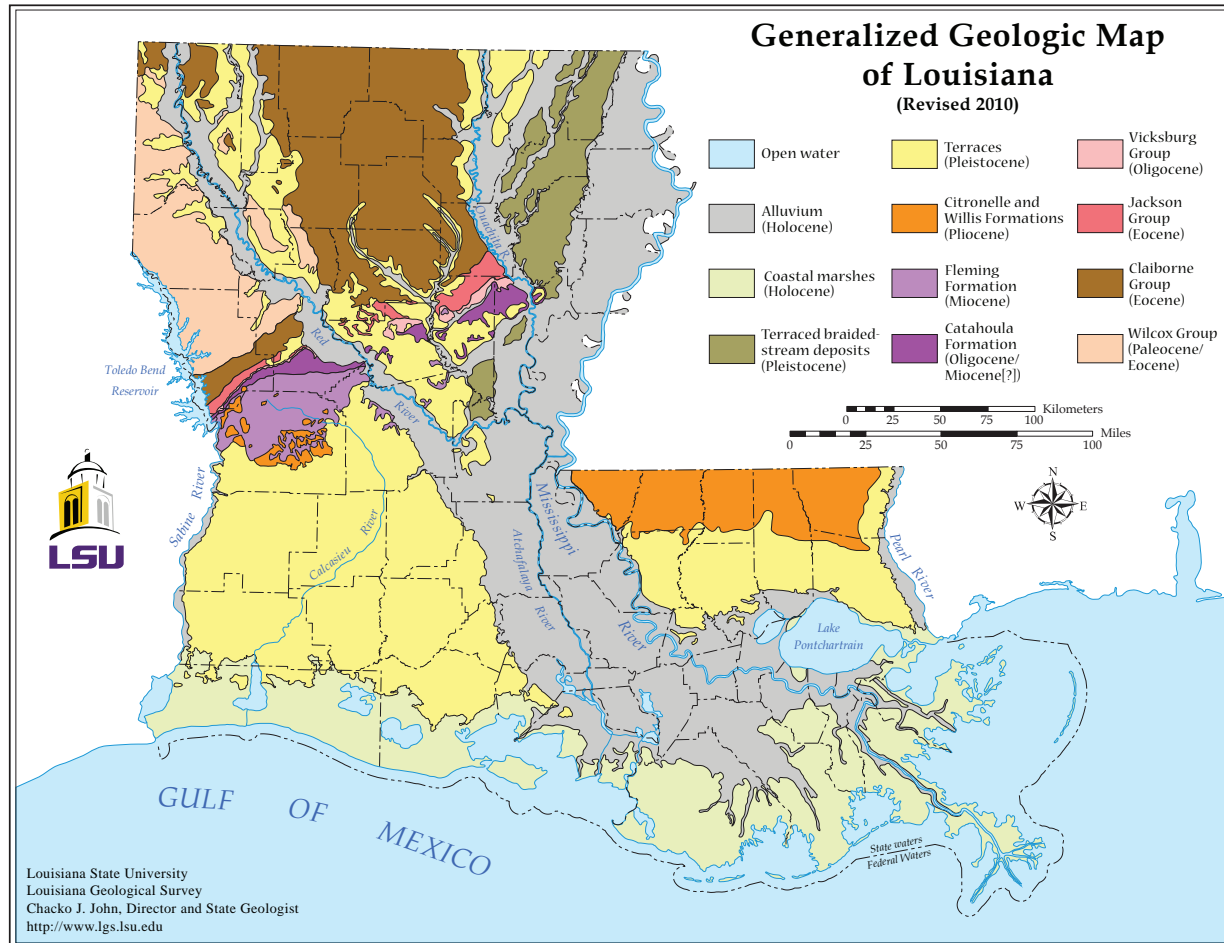 Generalized Geologic Map
of Louisiana
(Revised 2010)
Open water
Alluvium
(Holocene)
Coastal marshes
(Holocene)
Terraced braided-
stream deposits
(Pleistocene)
Terraces
(Pleistocene)
Citronelle and
Willis Formations
(Pliocene)
Fleming
Formation
(Miocene)
Catahoula
Formation
(Oligocene/
Miocene[?])
Vicksburg
Group
(Oligocene)
Jackson
Group
(Eocene)
Claiborne
Group
(Eocene)
Wilcox Group
(Paleocene/
Eocene)
0 25 50 75 100 Kilometers
0 25 50 75 100 Miles
N
W E
S
Ouachita R.
Red
River
Toledo Bend
Reservoir
Sabine River
Calcasieu River
Atchafalaya
River
Mississippi
River
Pearl River
Lake
Pontchartrain
LSU
GULF OF MEXICO
State waters
Federal Waters
Louisiana State University
Louisiana Geological Survey
Chacko J. John, Director and State Geologist
http://www.lgs.lsu.edu